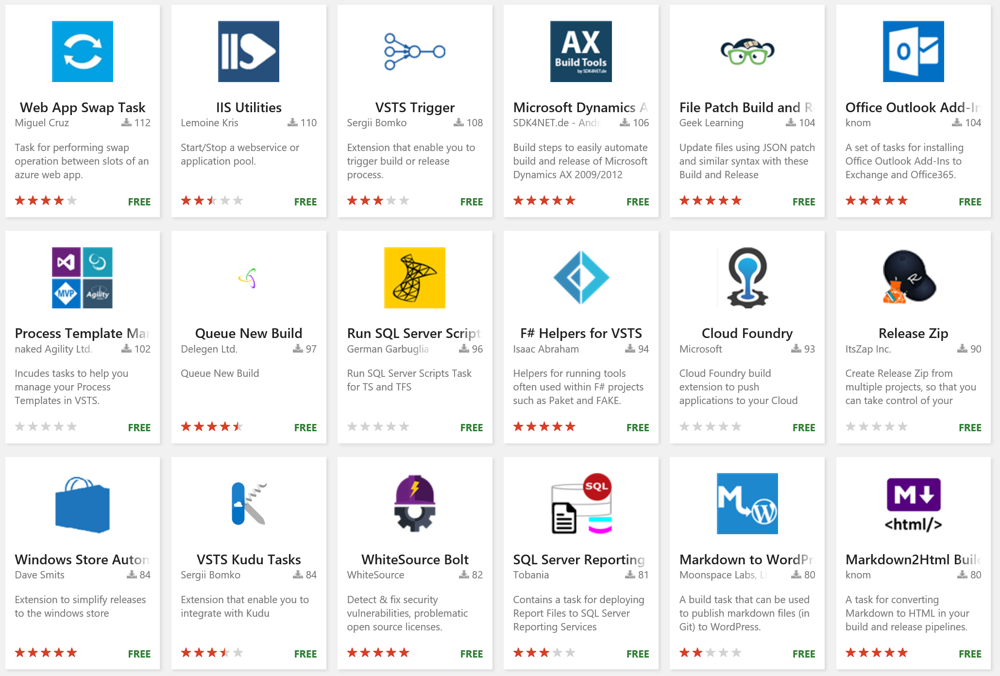 IIS
AX
Build Tools
by SDK4NET.de
O
Web App Swap Task
Miguel Cruz 112
Task for performing swap
operation between slots of an
azure web app.
FREE
IIS Utilities
Lemoine Kris 110
Start/Stop a webservice or
application pool.
FREE
VSTS Trigger
Sergii Bomko 108
Extension that enable you to
trigger build or release
process.
FREE
Microsoft Dynamics A
SDK4NET.de - Andr 106
Build steps to easily automate
build and release of Microsoft
Dynamics AX 2009/2012
FREE
File Patch Build and Re
Geek Learning 104
Update files using JSON patch
and similar syntax with these
Build and Release
FREE
Office Outlook Add-In
knom 104
A set of tasks for installing
Office Outlook Add-Ins to
Exchange and Office365.
FREE
MVP
Agility
Process Template Man
naked Agility Ltd. 102
Incudes tasks to help you
manage your Process
Templates in VSTS.
FREE
Queue New Build
Delegen Ltd. 97
Queue New Build
FREE
Run SQL Server Scripts
German Garbuglia 96
Run SQL Server Scripts Task
for TS and TFS
FREE
F# Helpers for VSTS
Isaac Abraham 94
Helpers for running tools
often used within F# projects
such as Paket and FAKE.
FREE
Cloud Foundry
Microsoft 93
Cloud Foundry build
extension to push
applications to your Cloud
FREE
R
Release Zip
ItsZap Inc. 90
Create Release Zip from
multiple projects, so that you
can take control of your
FREE
Windows Store Autom
Dave Smits 84
Extension to simplify releases
to the windows store
FREE
VSTS Kudu Tasks
Sergii Bomko 84
Extension that enable you to
integrate with Kudu
FREE
WhiteSource Bolt
WhiteSource 82
Detect & fix security
vulnerabilities, problematic
open source licenses.
FREE
SQL
SQL Server Reporting
Tobania 81
Contains a task for deploying
Report Files to SQL Server
Reporting Services
FREE
M
W
Markdown to WordPr
Moonspace Labs, LL 80
A build task that can be used
to publish markdown files (in
Git) to WordPress.
FREE
M
<html/>
Markdown2Html Build
knom 80
A task for converting
Markdown to HTML in your
build and release pipelines.
FREE